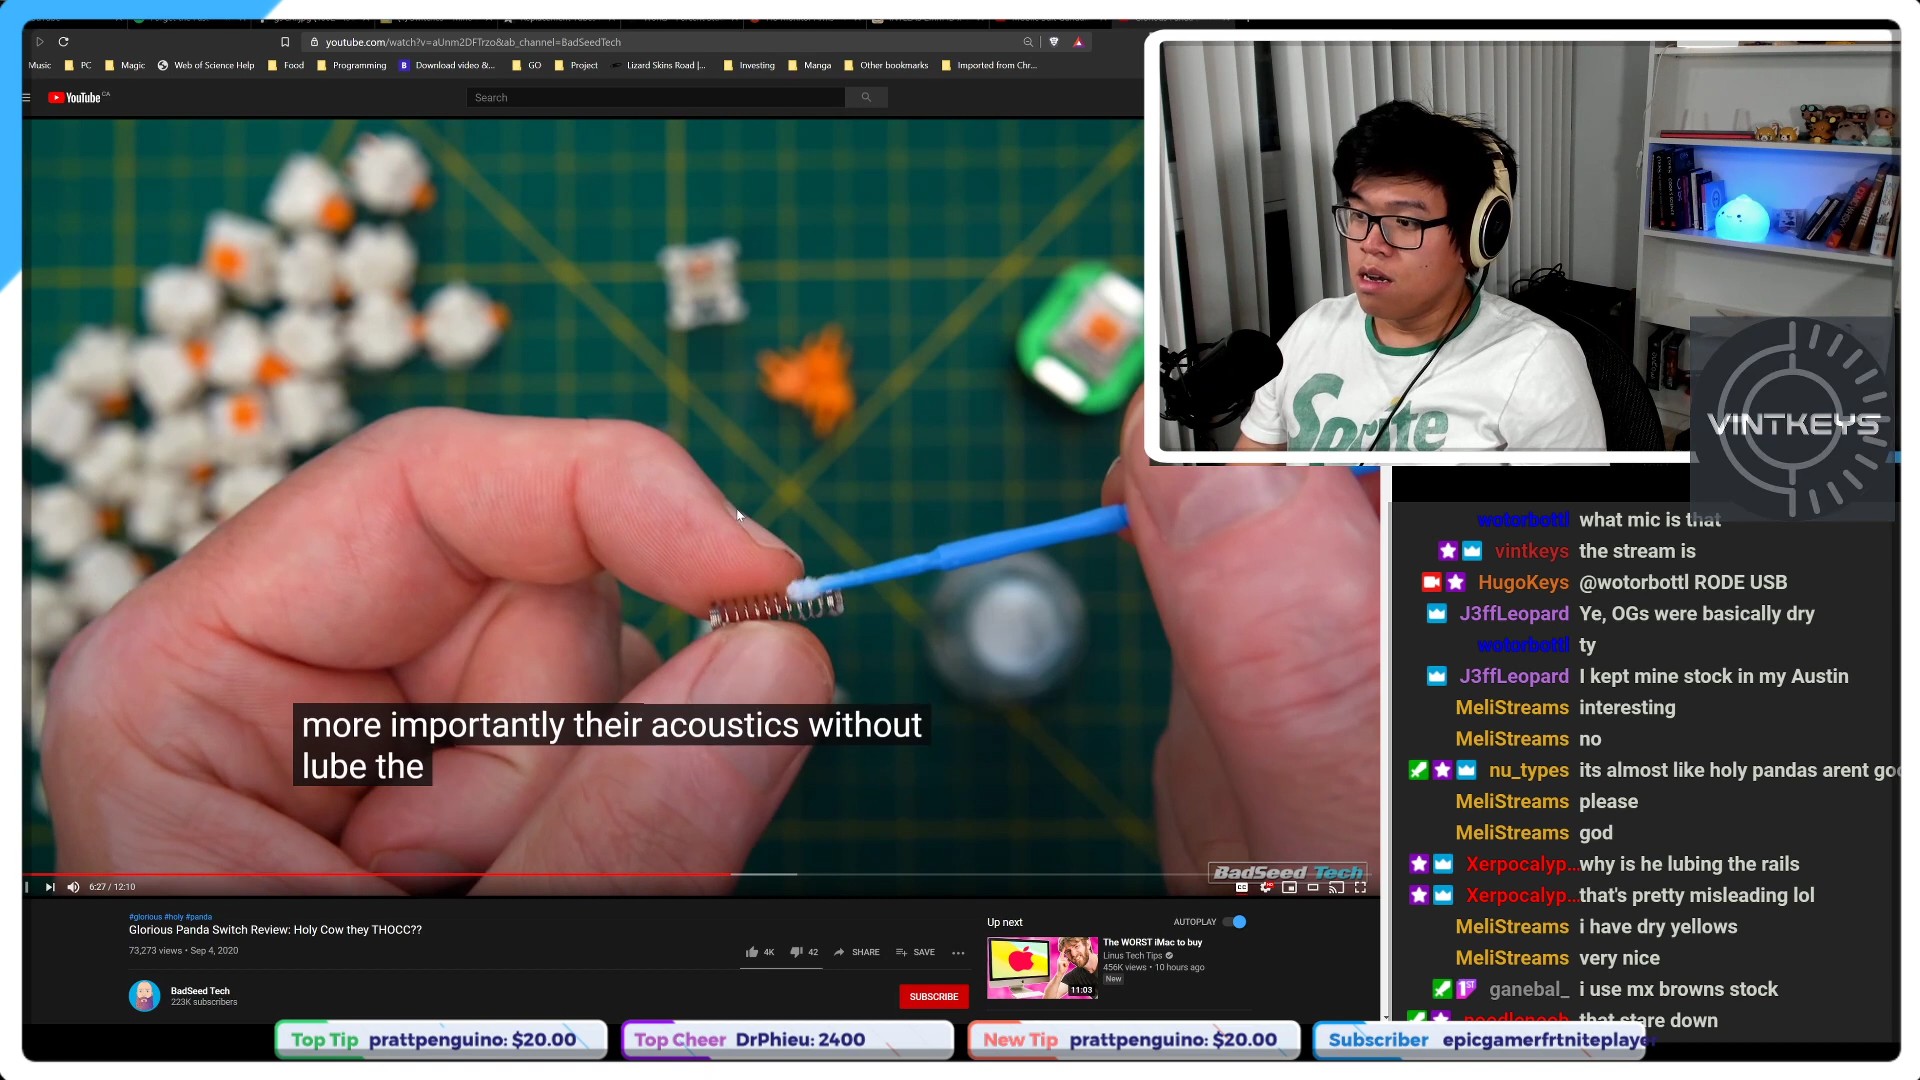 youtube.com/watch?v=aUnm2DFTrzo&ab_channel=BadSeedTech
Music PC Magic Web of Science Help Food Programming Download video &... GO Project Lizard Skins Road |... Investing Manga Other bookmarks Imported from Chr...
YouTube CA
Search
Sprite
VINTKEYS
more importantly their acoustics without
lube the
BadSeed Tech
6:27 / 12:10
#glorious #holy #panda
Glorious Panda Switch Review: Holy Cow they THOCC??
73,273 views • Sep 4, 2020
4K 42 SHARE SAVE
BadSeed Tech
223K subscribers
SUBSCRIBE
Up next
AUTOPLAY
The WORST iMac to buy
Linus Tech Tips
456K views • 10 hours ago
New
11:03
wotorbottl what mic is that
vintkeys the stream is
HugoKeys @wotorbottl RODE USB
J3ffLeopard Ye, OGs were basically dry
wotorbottl ty
J3ffLeopard I kept mine stock in my Austin
MeliStreams interesting
MeliStreams no
nu_types its almost like holy pandas arent
MeliStreams please
MeliStreams god
Xerpocalyp... why is he lubing the rails
Xerpocalyp... that's pretty misleading lol
MeliStreams i have dry yellows
MeliStreams very nice
1ST ganebal_ i use mx browns stock
that stare down
Top Tip prattpenguino: $20.00
Top Cheer DrPhieu: 2400
New Tip prattpenguino: $20.00
Subscriber epicgamerfrtniteplayer